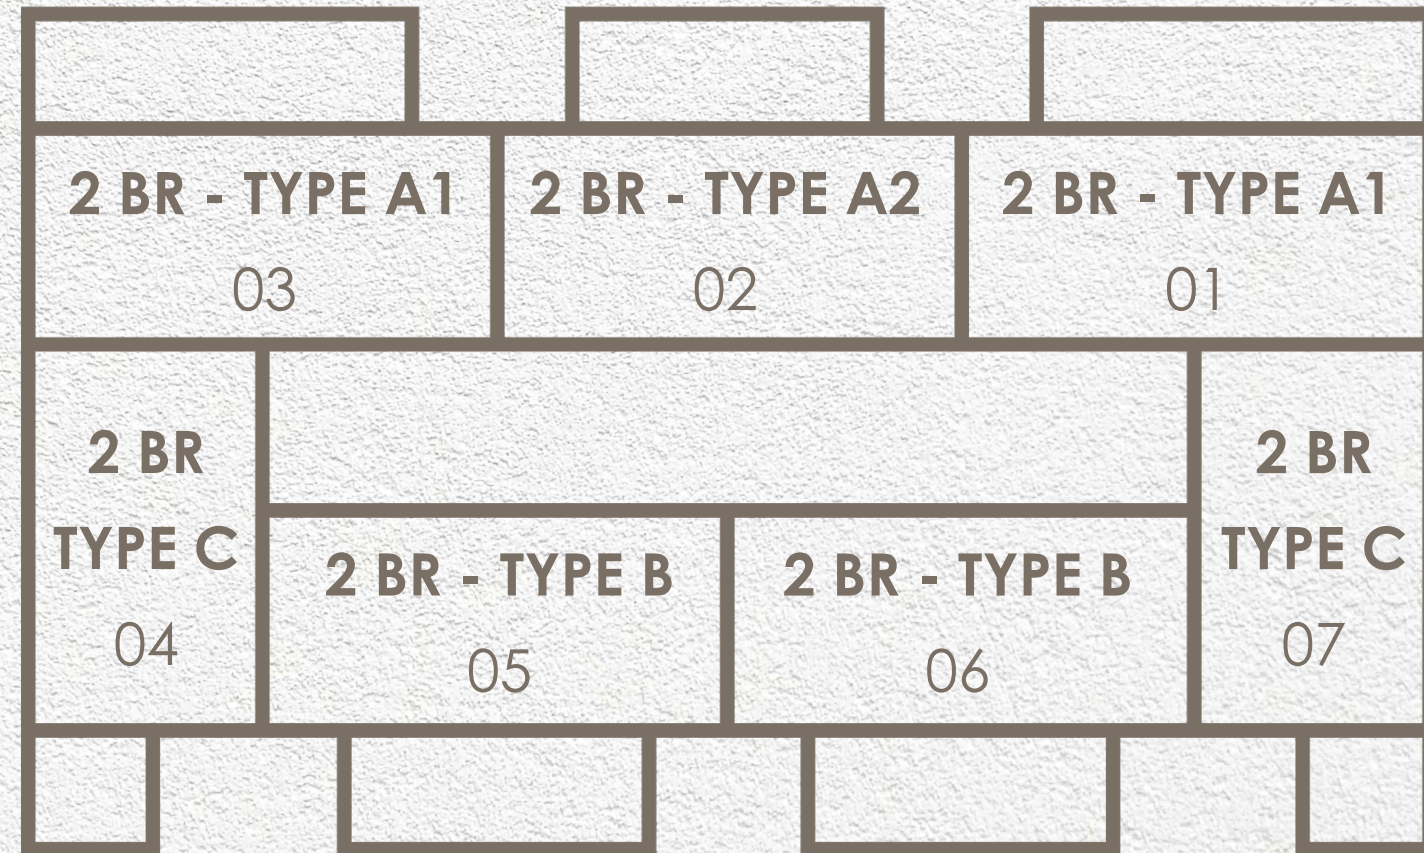 2 BR - TYPE A1
03
2 BR - TYPE A2
02
2 BR - TYPE A1
01
2 BR
TYPE C
04
2 BR - TYPE B
05
2 BR - TYPE B
06
2 BR
TYPE C
07